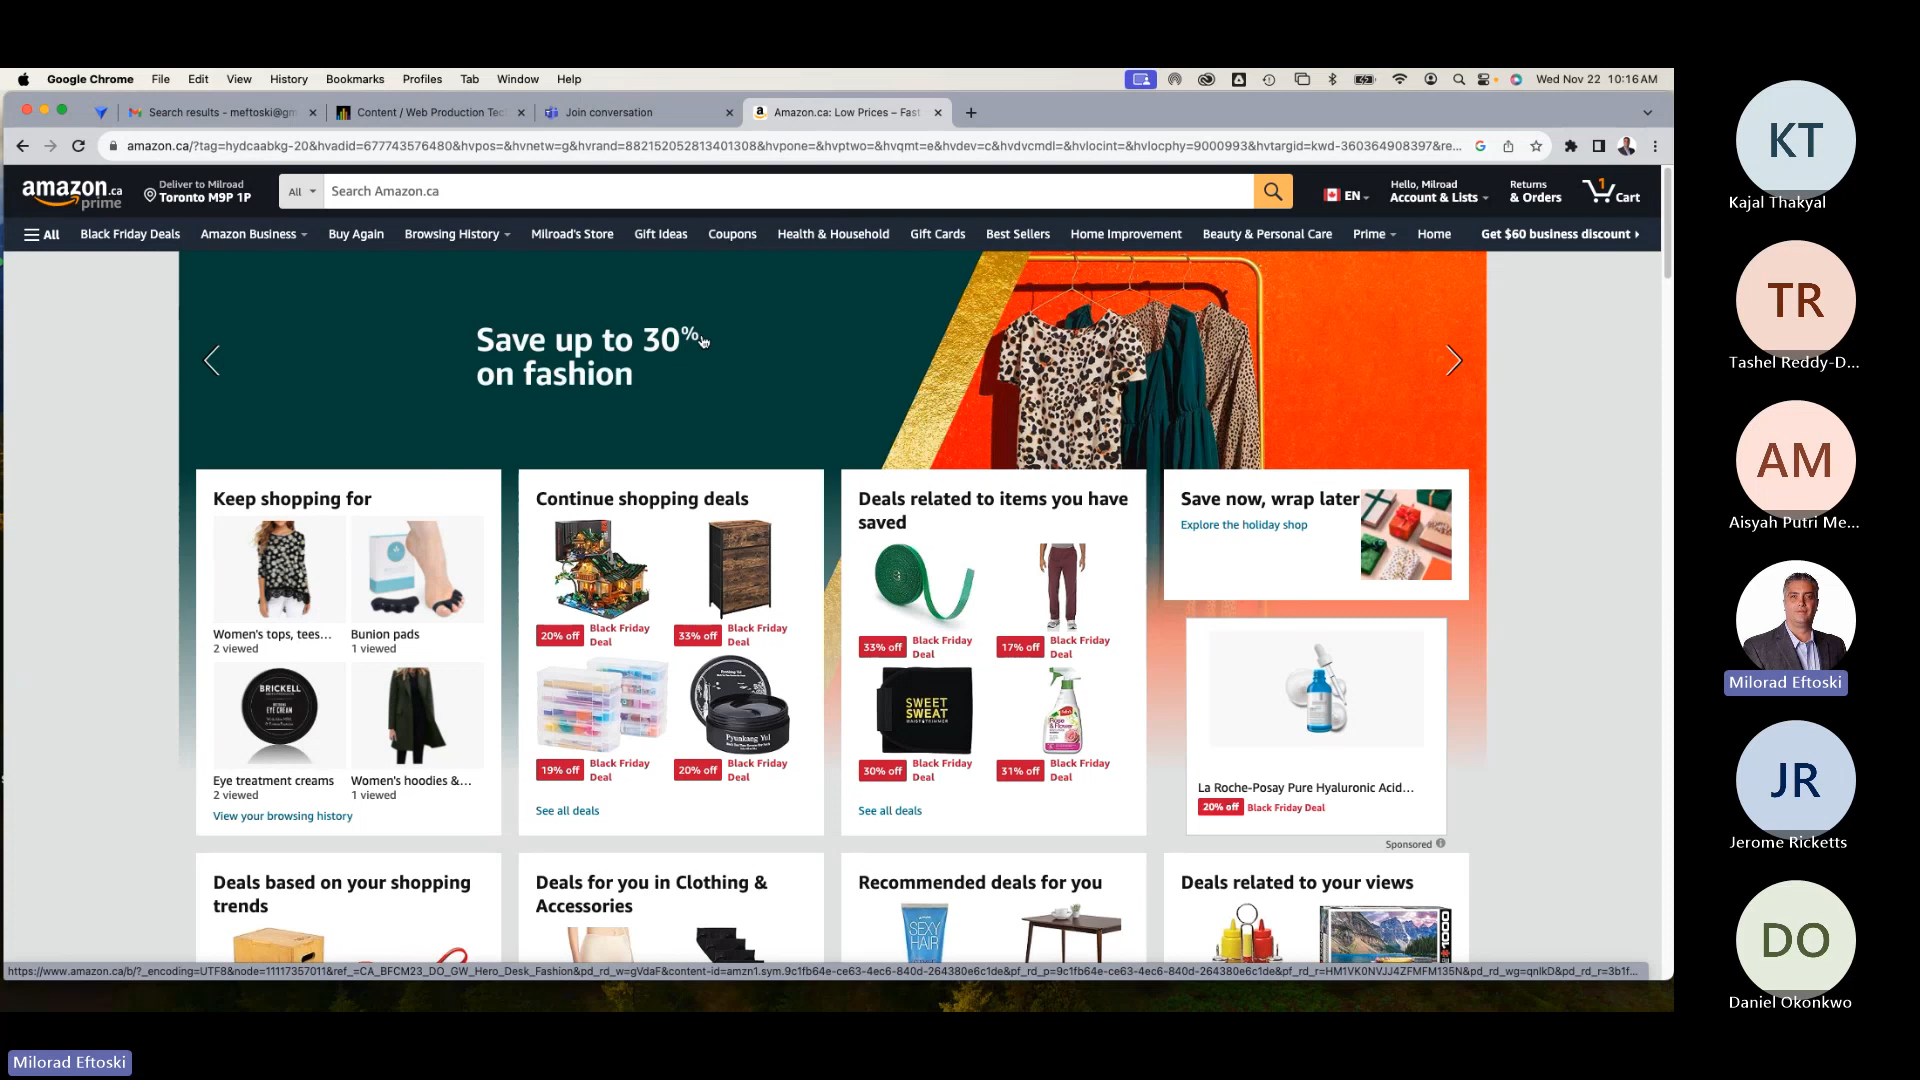 Google Chrome File Edit View History Bookmarks Profiles Tab Window Help Wed Nov 22 10:16 AM
Search results - meftoski@gm Content / Web Production Tec Join conversation Amazon.ca: Low Prices – Fast
amazon.ca/?tag=hydcaabkg-20&hvadid=677743576480&hvpos=&hvnetw=g&hvrand=882152052813401308&hvpone=&hvptwo=&hvqmt=e&hvdev=c&hvdvcmdl=&hvlocint=&hvlocphy=9000993&hvtargid=kwd-360364908397&re...
amazon.ca
prime
Deliver to Milroad
Toronto M9P 1P
All Search Amazon.ca
EN
Hello, Milroad
Account & Lists
Returns
& Orders
1
Cart
All Black Friday Deals Amazon Business Buy Again Browsing History Milroad's Store Gift Ideas Coupons Health & Household Gift Cards Best Sellers Home Improvement Beauty & Personal Care Prime Home Get $60 business discount
Save up to 30%
on fashion
Keep shopping for
Women's tops, tees...
2 viewed
Bunion pads
1 viewed
BRICKELL
EYE CREAM
Eye treatment creams
2 viewed
Women's hoodies &...
1 viewed
View your browsing history
Continue shopping deals
20% off Black Friday
Deal
33% off Black Friday
Deal
Pyunkang Yul
19% off Black Friday
Deal
20% off Black Friday
Deal
See all deals
Deals related to items you have
saved
33% off Black Friday
Deal
17% off Black Friday
Deal
SWEET
SWEAT
WAIST TRIMMER
Rose
& Flower
30% off Black Friday
Deal
31% off Black Friday
Deal
See all deals
Save now, wrap later
Explore the holiday shop
La Roche-Posay Pure Hyaluronic Acid...
20% off Black Friday Deal
Sponsored
Deals based on your shopping
trends
Deals for you in Clothing &
Accessories
Recommended deals for you
SEXY
HAIR
Deals related to your views
1000
https://www.amazon.ca/b/?_encoding=UTF8&node=11117357011&ref_=CA_BFCM23_DO_GW_Hero_Desk_Fashion&pd_rd_w=gVdaF&content-id=amzn1.sym.9c1fb64e-ce63-4ec6-840d-264380e6c1de&pf_rd_p=9c1fb64e-ce63-4ec6-840d-264380e6c1de&pf_rd_r=HM1VK0NVJJ4ZFMFM135N&pd_rd_wg=qnlkD&pd_rd_r=3b1f...
KT
Kajal Thakyal
TR
Tashel Reddy-D...
AM
Aisyah Putri Me...
Milorad Eftoski
JR
Jerome Ricketts
DO
Daniel Okonkwo
Milorad Eftoski